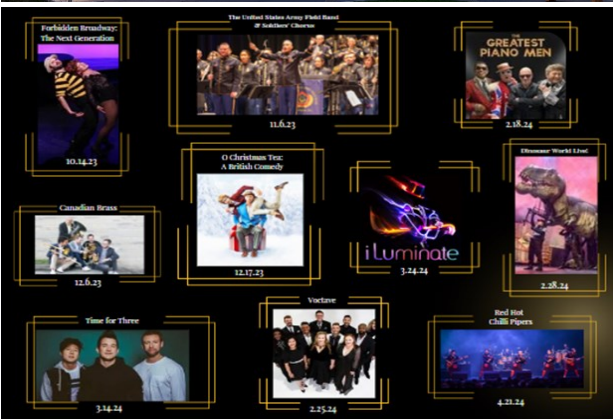 Forbidden Broadway:
The Next Generation
10.14.23
The United States Army Field Band
& Soldiers' Chorus
11.6.23
THE
GREATEST
PIANO MEN
2.18.24
Canadian Brass
12.6.23
O Christmas Tea:
A British Comedy
12.17.23
iLuminate
3.24.24
Dinosaur World Live!
2.28.24
Time for Three
3.14.24
Voctave
2.25.24
Red Hot
Chilli Pipers
4.21.24